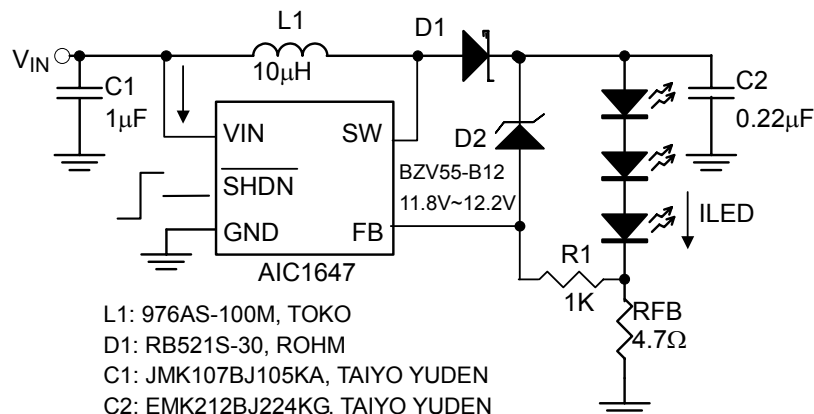 L1
D1
VIN
10μH
C1
1μF
C2
0.22μF
VIN
SW
D2
SHDN
BZV55-B12
11.8V~12.2V
GND
FB
ILED
AIC1647
R1
1K
RFB
4.7Ω
L1: 976AS-100M, TOKO
D1: RB521S-30, ROHM
C1: JMK107BJ105KA, TAIYO YUDEN
C2: EMK212BJ224KG, TAIYO YUDEN